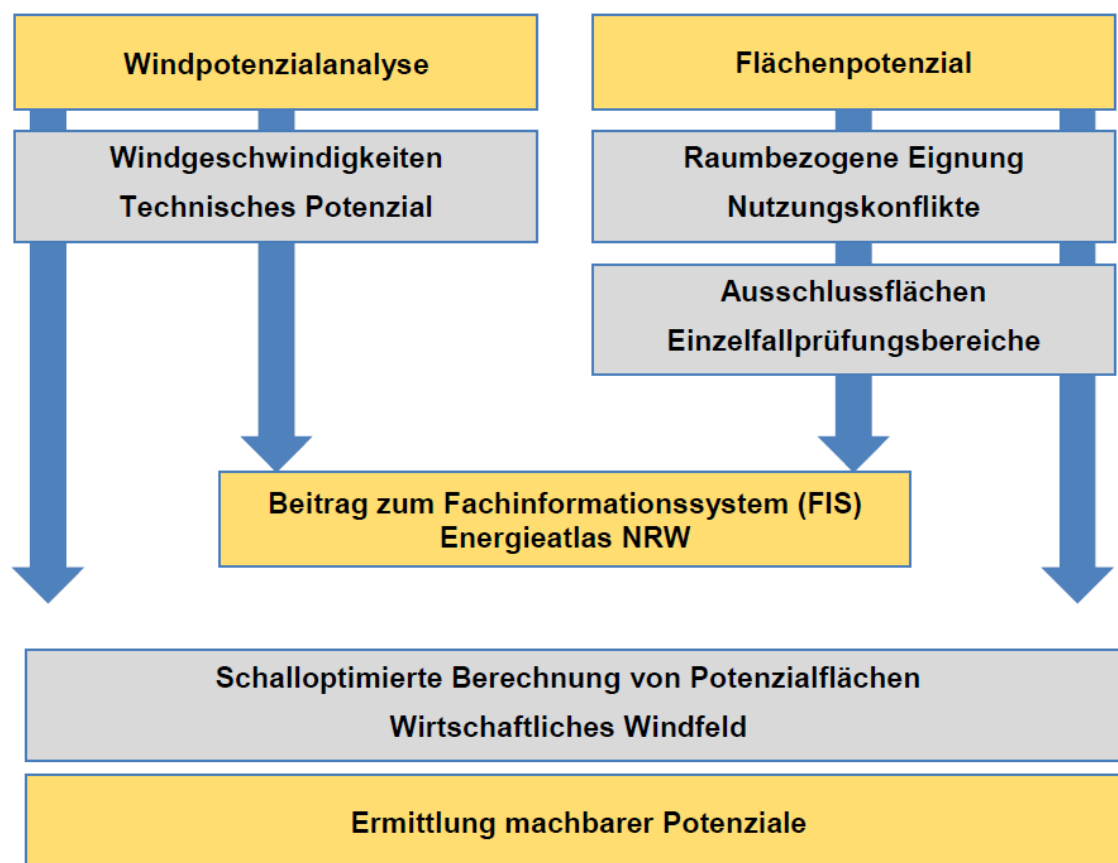 Windpotenzialanalyse
Flächenpotenzial
Windgeschwindigkeiten
Technisches Potenzial
Raumbezogene Eignung
Nutzungskonflikte
Ausschlussflächen
Einzelfallprüfungsbereiche
Beitrag zum Fachinformationssystem (FIS)
Energieatlas NRW
Schalloptimierte Berechnung von Potenzialflächen
Wirtschaftliches Windfeld
Ermittlung machbarer Potenziale